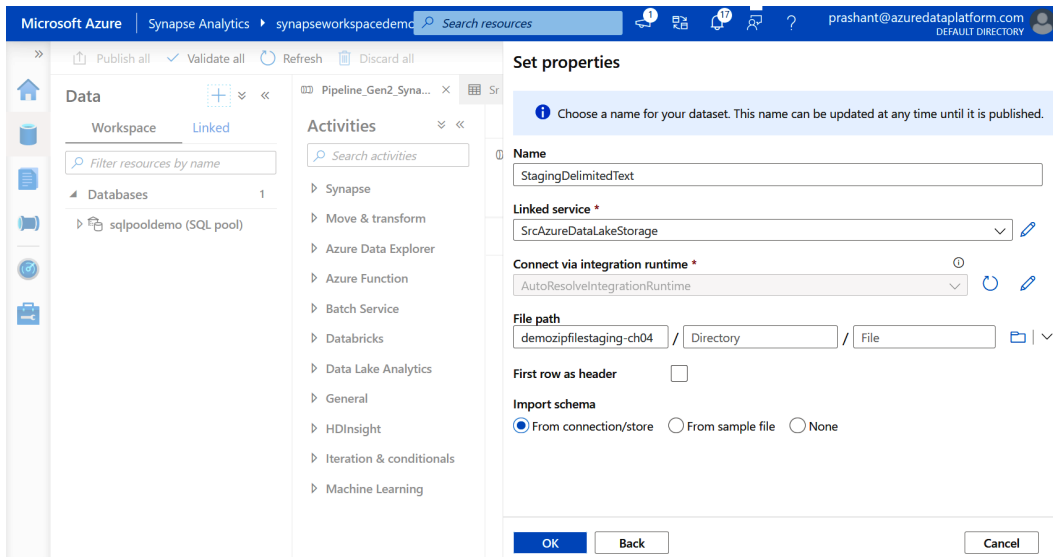 Microsoft Azure
Synapse Analytics
synapseworkspacedemo
Search resources
1
17
prashant@azuredataplatform.com
DEFAULT DIRECTORY
Publish all
Validate all
Refresh
Discard all
Data
Workspace
Linked
Filter resources by name
Databases 1
sqlpooldemo (SQL pool)
Pipeline_Gen2_Syna...
Sr
Activities
Search activities
Synapse
Move & transform
Azure Data Explorer
Azure Function
Batch Service
Databricks
Data Lake Analytics
General
HDInsight
Iteration & conditionals
Machine Learning
Set properties
Choose a name for your dataset. This name can be updated at any time until it is published.
Name
StagingDelimitedText
Linked service *
SrcAzureDataLakeStorage
Connect via integration runtime *
AutoResolveIntegrationRuntime
File path
demozipfilestaging-ch04 / Directory / File
First row as header
Import schema
From connection/store From sample file None
OK Back Cancel